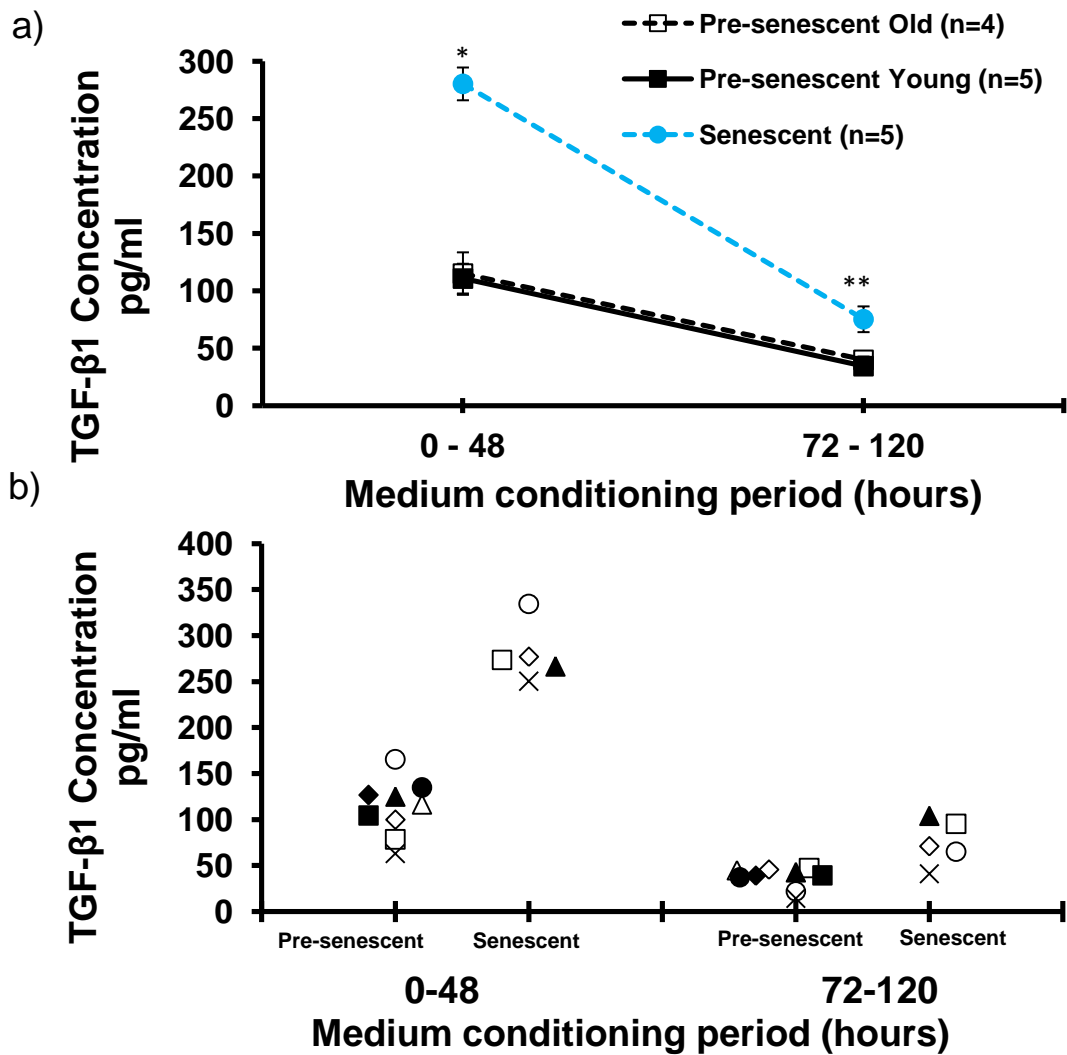 a)
Pre-senescent Old (n=4)
Pre-senescent Young (n=5)
Senescent (n=5)
TGF-β1 Concentration
pg/ml
300
250
200
150
100
50
0
*
**
0 - 48
72 - 120
Medium conditioning period (hours)
b)
TGF-β1 Concentration
pg/ml
400
350
300
250
200
150
100
50
0
Pre-senescent
Senescent
Pre-senescent
Senescent
0-48
72-120
Medium conditioning period (hours)